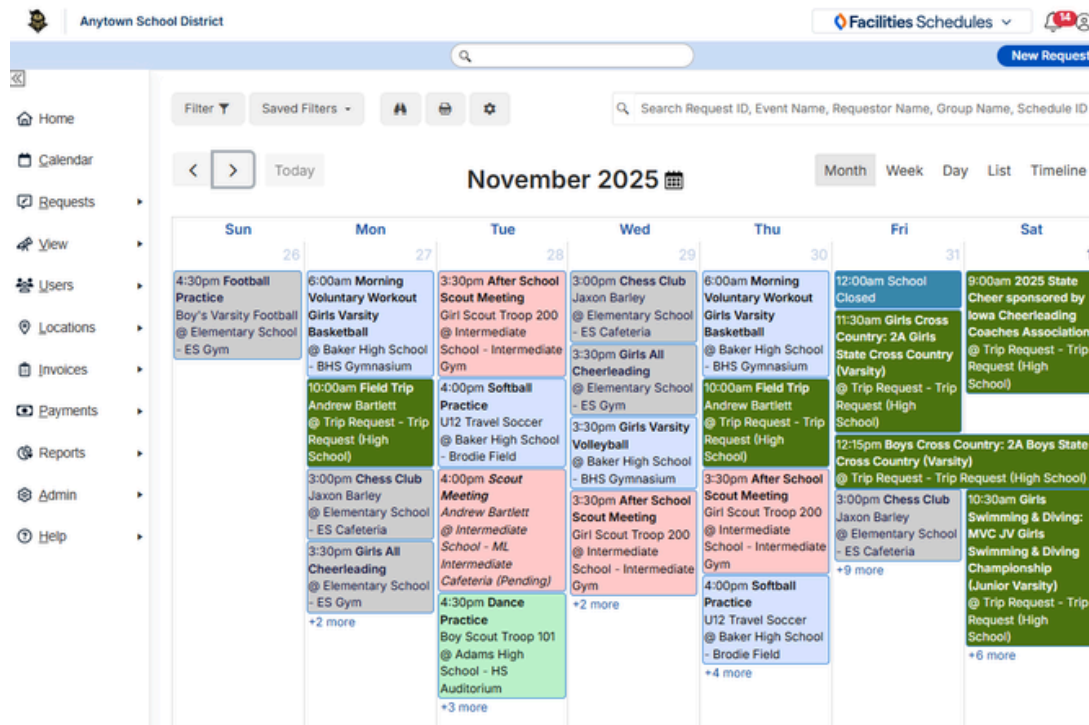 Anytown School District
Facilities Schedules
14
New Request
Home
Calendar
Requests
View
Users
Locations
Invoices
Payments
Reports
Admin
Help
Filter
Saved Filters
Search Request ID, Event Name, Requestor Name, Group Name, Schedule ID
Today
November 2025
Month Week Day List Timeline
Sun Mon Tue Wed Thu Fri Sat
26
4:30pm Football
Practice
Boy's Varsity Football
@ Elementary School
- ES Gym
27
6:00am Morning
Voluntary Workout
Girls Varsity
Basketball
@ Baker High School
- BHS Gymnasium
10:00am Field Trip
Andrew Bartlett
@ Trip Request - Trip
Request (High
School)
3:00pm Chess Club
Jaxon Barley
@ Elementary School
- ES Cafeteria
3:30pm Girls All
Cheerleading
@ Elementary School
- ES Gym
+2 more
28
3:30pm After School
Scout Meeting
Girl Scout Troop 200
@ Intermediate
School - Intermediate
Gym
4:00pm Softball
Practice
U12 Travel Soccer
@ Baker High School
- Brodie Field
4:00pm Scout
Meeting
Andrew Bartlett
@ Intermediate
School - ML
Intermediate
Cafeteria (Pending)
4:30pm Dance
Practice
Boy Scout Troop 101
@ Adams High
School - HS
Auditorium
+3 more
29
3:00pm Chess Club
Jaxon Barley
@ Elementary School
- ES Cafeteria
3:30pm Girls All
Cheerleading
@ Elementary School
- ES Gym
3:30pm Girls Varsity
Volleyball
@ Baker High School
- BHS Gymnasium
3:30pm After School
Scout Meeting
Girl Scout Troop 200
@ Intermediate
School - Intermediate
Gym
+2 more
30
6:00am Morning
Voluntary Workout
Girls Varsity
Basketball
@ Baker High School
- BHS Gymnasium
10:00am Field Trip
Andrew Bartlett
@ Trip Request - Trip
Request (High
School)
3:30pm After School
Scout Meeting
Girl Scout Troop 200
@ Intermediate
School - Intermediate
Gym
4:00pm Softball
Practice
U12 Travel Soccer
@ Baker High School
- Brodie Field
+4 more
31
12:00am School
Closed
11:30am Girls Cross
Country: 2A Girls
State Cross Country
(Varsity)
@ Trip Request - Trip
Request (High
School)
12:15pm Boys Cross Country: 2A Boys State
Cross Country (Varsity)
@ Trip Request - Trip Request (High School)
3:00pm Chess Club
Jaxon Barley
@ Elementary School
- ES Cafeteria
+9 more
9:00am 2025 State
Cheer sponsored by
Iowa Cheerleading
Coaches Association
@ Trip Request - Trip
Request (High
School)
10:30am Girls
Swimming & Diving:
MVC JV Girls
Swimming & Diving
Championship
(Junior Varsity)
@ Trip Request - Trip
Request (High
School)
+6 more